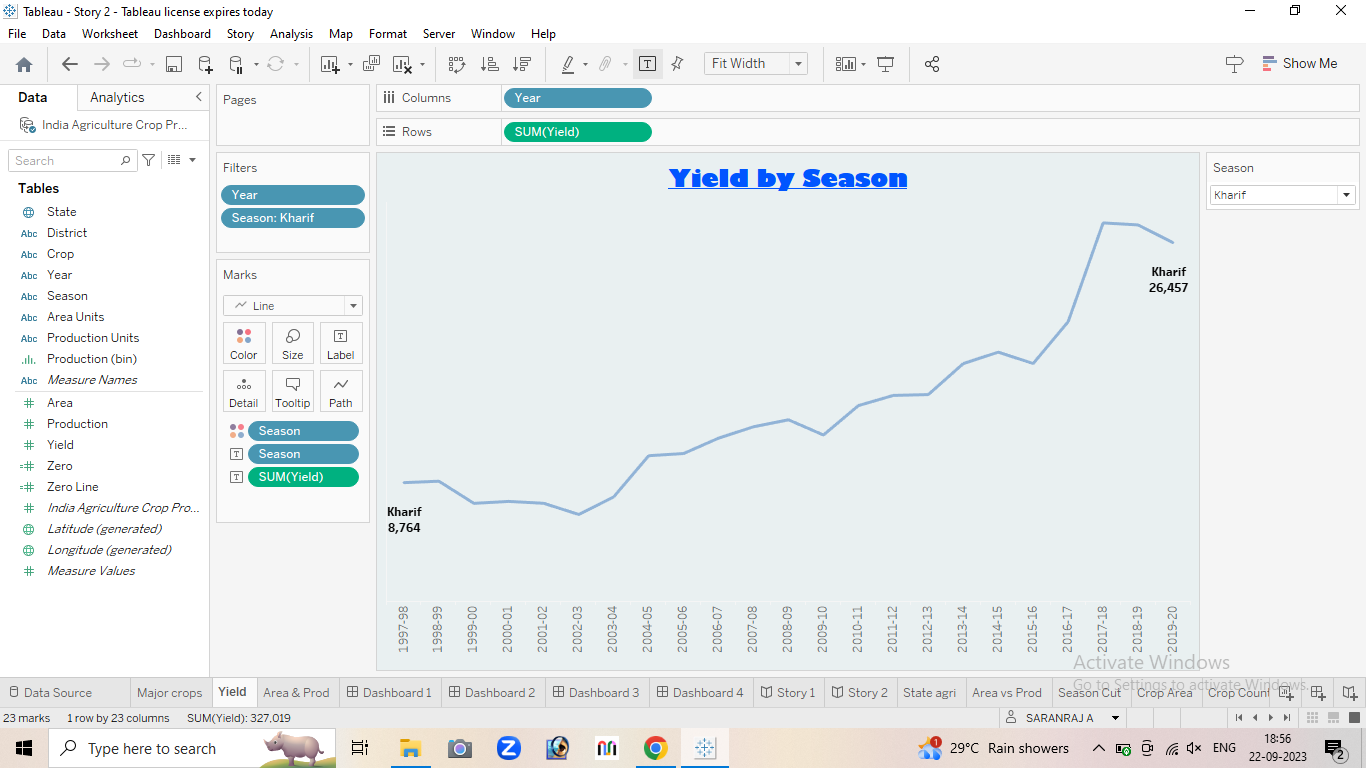 Tableau - Story 2 - Tableau license expires today
File Data Worksheet Dashboard Story Analysis Map Format Server Window Help
Fit Width
Show Me
Data
Analytics
India Agriculture Crop Pr...
Search
Tables
State
Abc District
Abc Crop
Abc Year
Abc Season
Abc Area Units
Abc Production Units
Production (bin)
Abc Measure Names
# Area
# Production
# Yield
=# Zero
=# Zero Line
# India Agriculture Crop Pro...
Latitude (generated)
Longitude (generated)
# Measure Values
Pages
Filters
Year
Season: Kharif
Marks
Line
Color Size Label
Detail Tooltip Path
Season
Season
SUM(Yield)
Columns
Year
Rows
SUM(Yield)
Yield by Season
Kharif
8,764
Kharif
26,457
1997-98
1998-99
1999-00
2000-01
2001-02
2002-03
2003-04
2004-05
2005-06
2006-07
2007-08
2008-09
2009-10
2010-11
2011-12
2012-13
2013-14
2014-15
2015-16
2016-17
2017-18
2018-19
2019-20
Season
Kharif
Activate Windows
Go to Settings to activate Windows.
Data Source Major crops Yield Area & Prod Dashboard 1 Dashboard 2 Dashboard 3 Dashboard 4 Story 1 Story 2 State agri Area vs Prod Season Cut Crop Area Crop Count
23 marks 1 row by 23 columns SUM(Yield): 327,019
SARANRAJ A
Type here to search
1
29°C Rain showers
ENG
18:56
22-09-2023
2